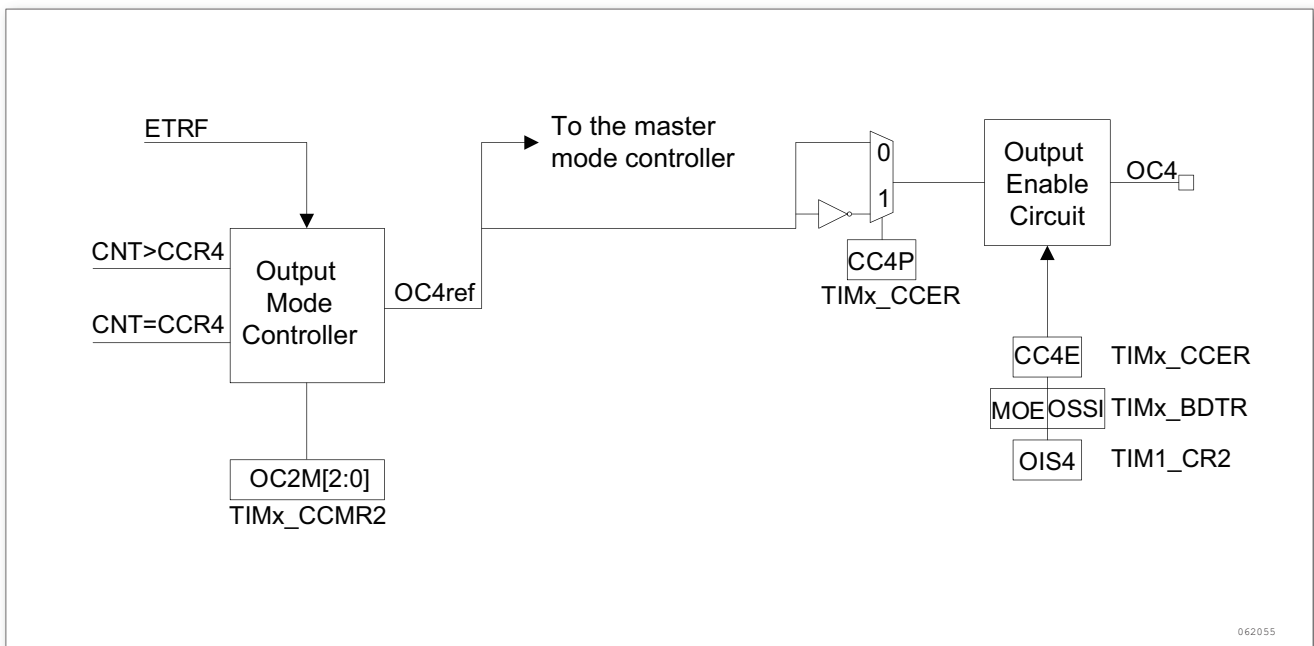 ETRF
CNT>CCR4
CNT=CCR4
Output
Mode
Controller
OC4ref
OC2M[2:0]
TIMx_CCMR2
To the master
mode controller
0
1
CC4P
TIMx_CCER
Output
Enable
Circuit
OC4
CC4E TIMx_CCER
MOE OSSI TIMx_BDTR
OIS4 TIM1_CR2
062055